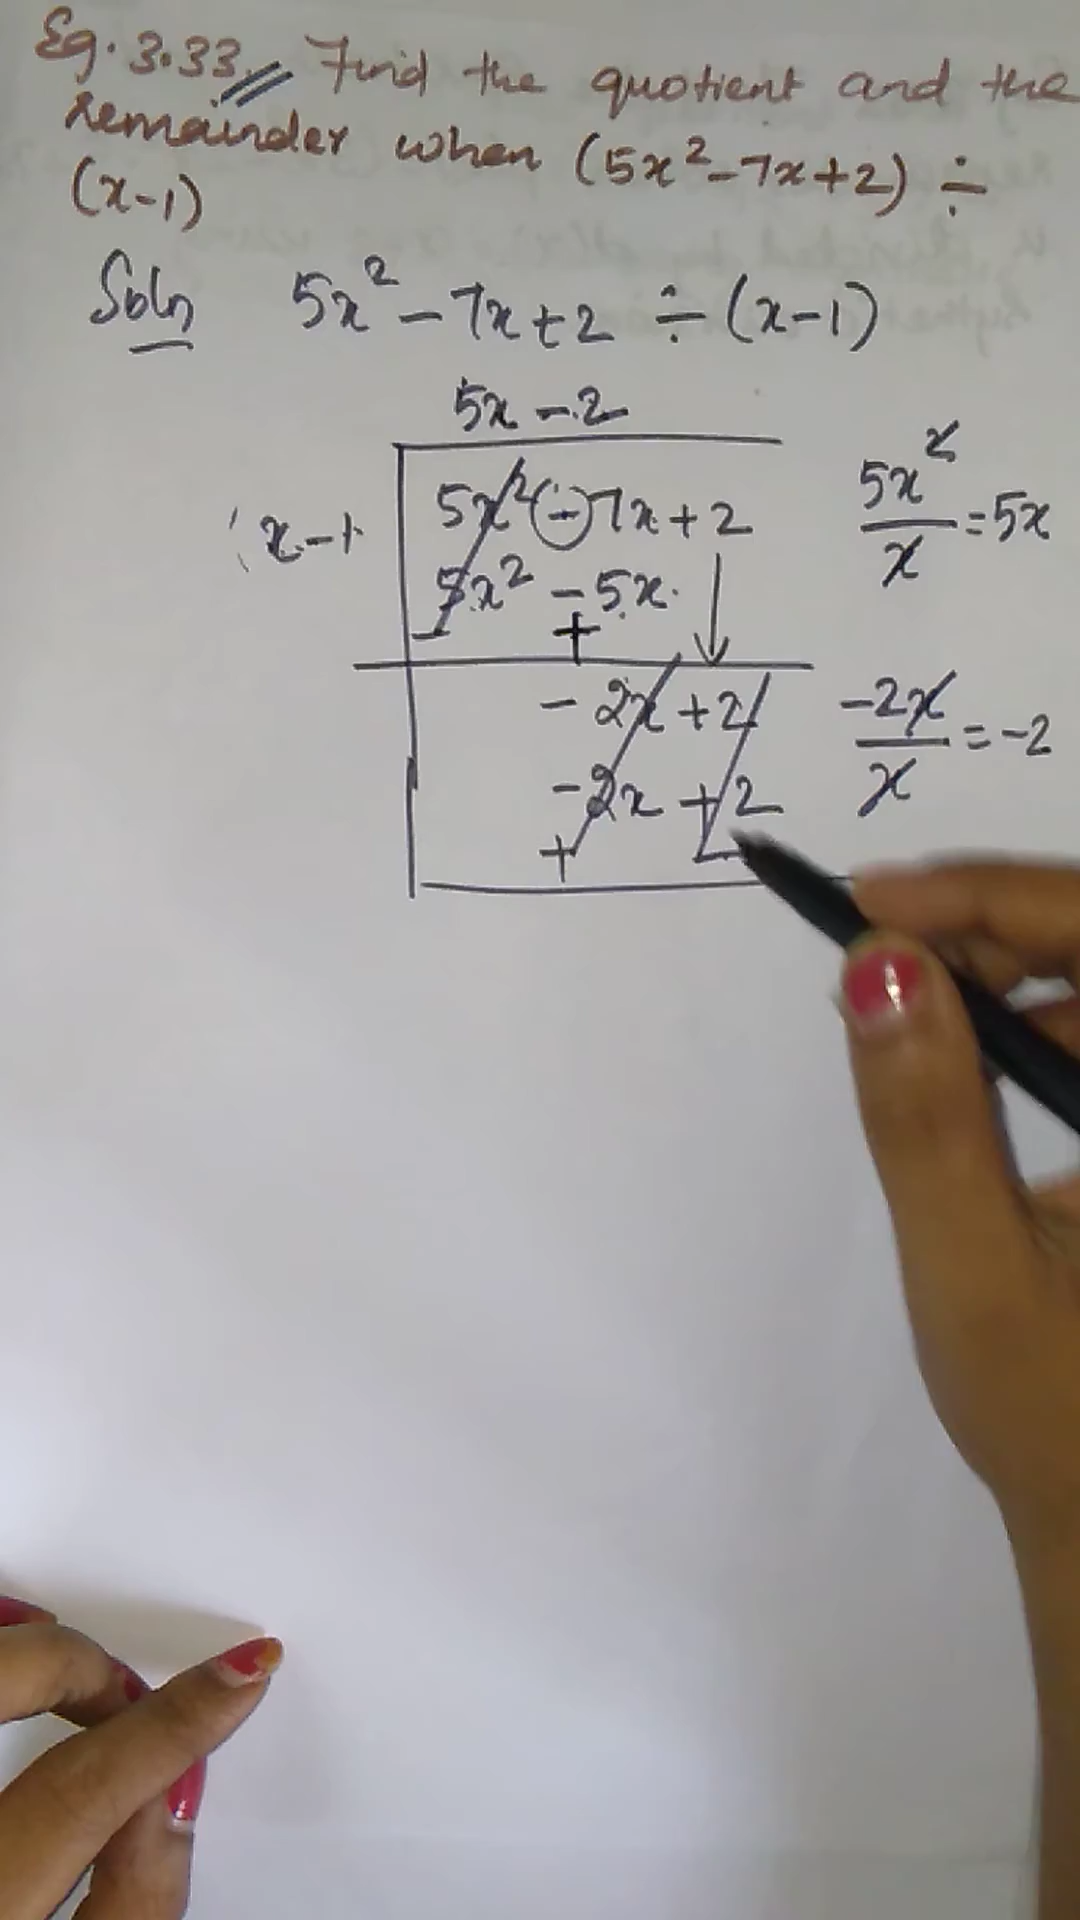 Eg. 3.33 Find the quotient and the
remainder when (5x²-7x+2) ÷
(x-1)
Soln 5x² - 7x + 2 ÷ (x-1)
5x - 2
x-1 5x² - 7x + 2
5x² - 5x
- +
- 2x + 2
- 2x + 2
+ -
5x²/x = 5x
-2x/x = -2